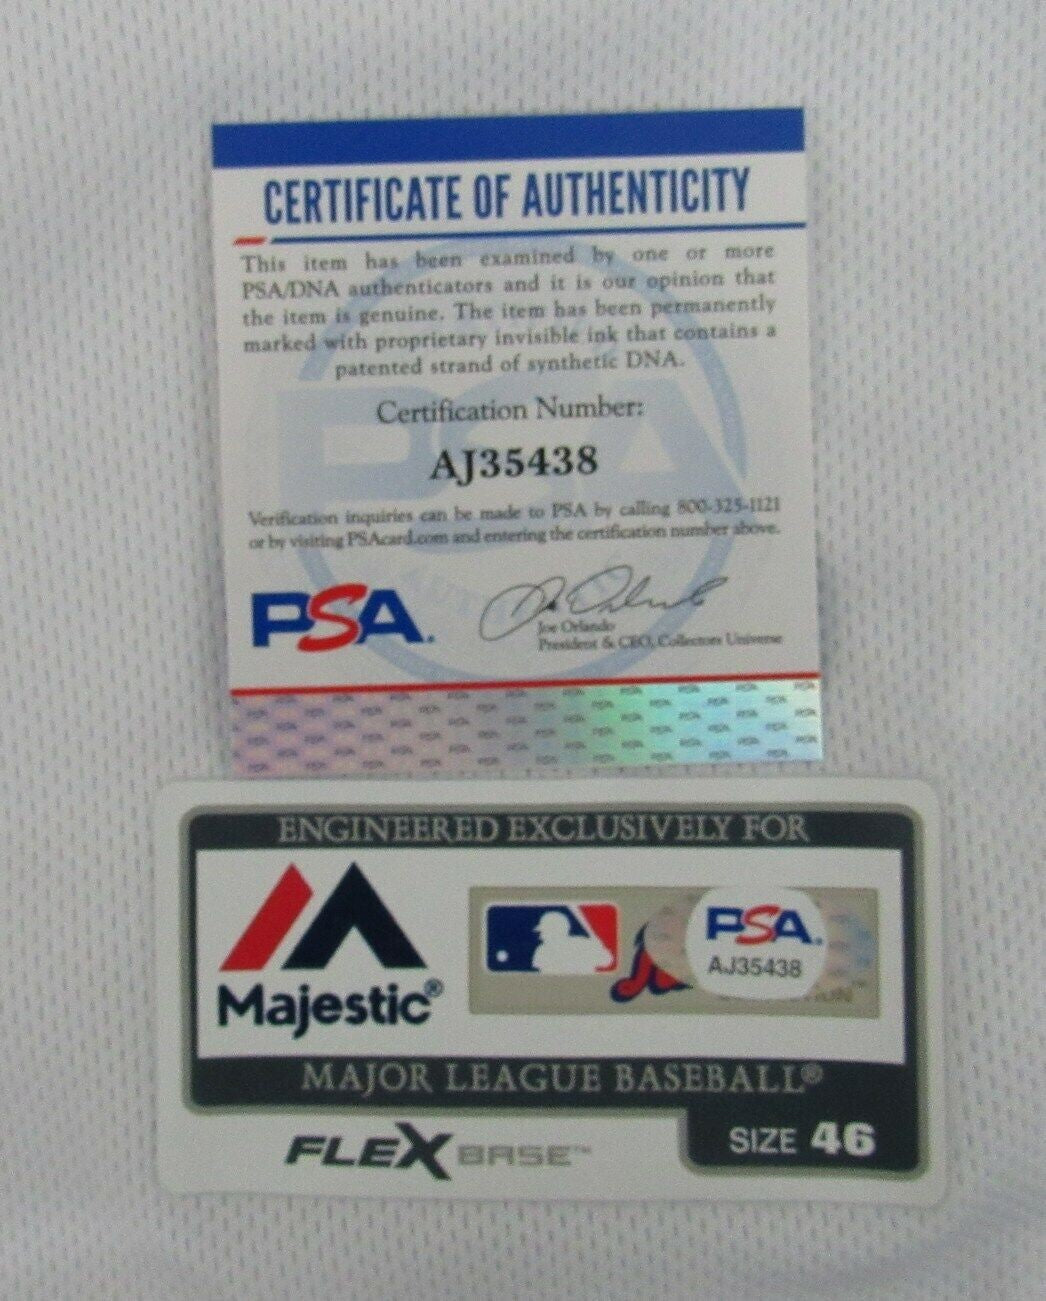 CERTIFICATE OF AUTHENTICITY
This item has been examined by one or more
PSA/DNA authenticators and it is our opinion that
the item is genuine. The item has been permanently
marked with proprietary invisible ink that contains a
patented strand of synthetic DNA.
Certification Number:
AJ35438
Verification inquiries can be made to PSA by calling 800-325-1121
or by visiting PSAcard.com and entering the certification number above.
PSA.
Joe Orlando
President & CEO, Collectors Universe
ENGINEERED EXCLUSIVELY FOR
Majestic®
PSA.
AJ35438
MAJOR LEAGUE BASEBALL®
FLEX BASE™
SIZE 46